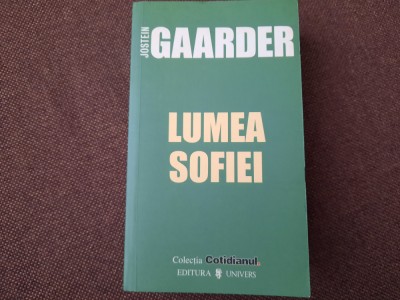 JOSTEIN
GAARDER
LUMEA
SOFIEI
Colecția Cotidianul
EDITURA UNIVERS